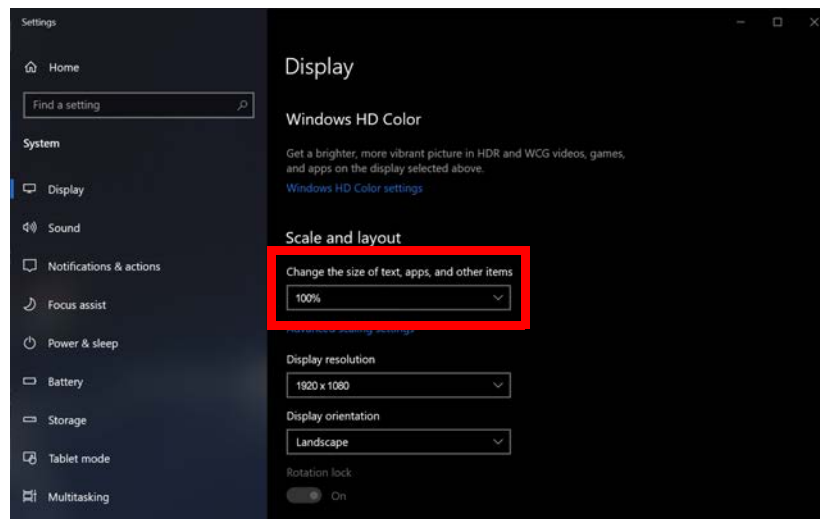 Settings
Home
Find a setting
System
Display
Sound
Notifications & actions
Focus assist
Power & sleep
Battery
Storage
Tablet mode
Multitasking
Display
Windows HD Color
Get a brighter, more vibrant picture in HDR and WCG videos, games,
and apps on the display selected above.
Windows HD Color settings
Scale and layout
Change the size of text, apps, and other items
100%
Advanced scaling settings
Display resolution
1920 x 1080
Display orientation
Landscape
Rotation lock
On